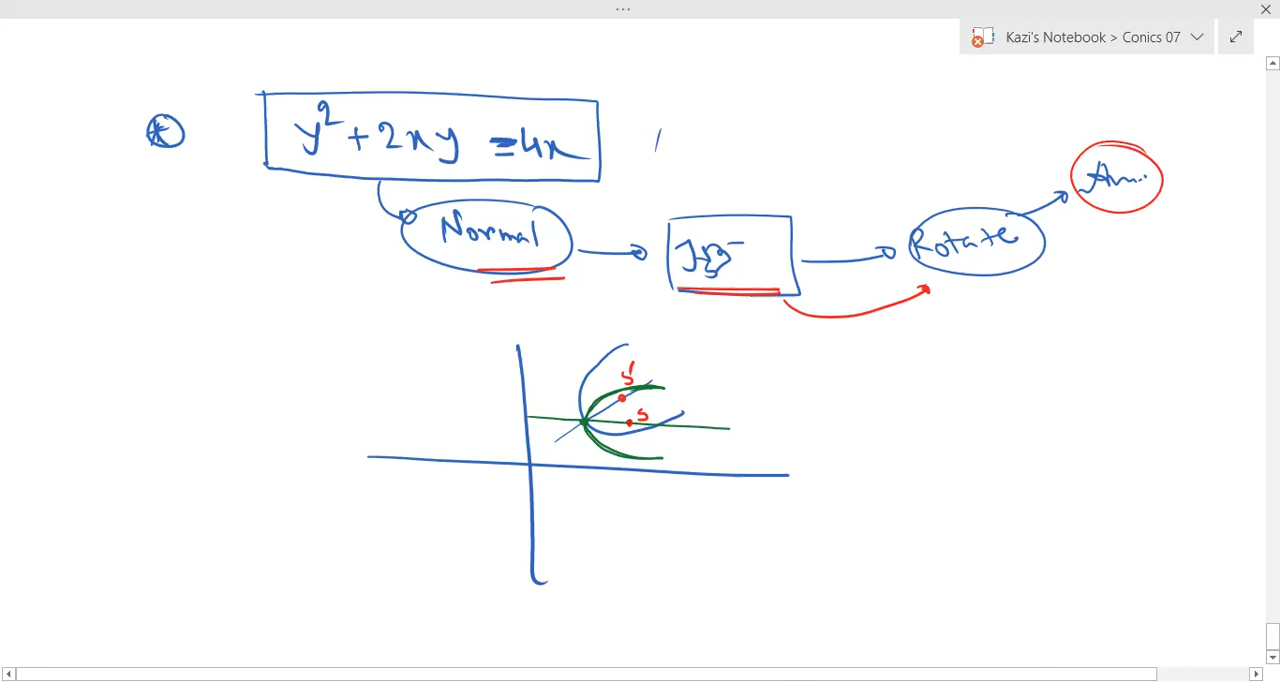 Kazi's Notebook > Conics 07
y² + 2xy = 4x
Normal
Rotate
S'
S